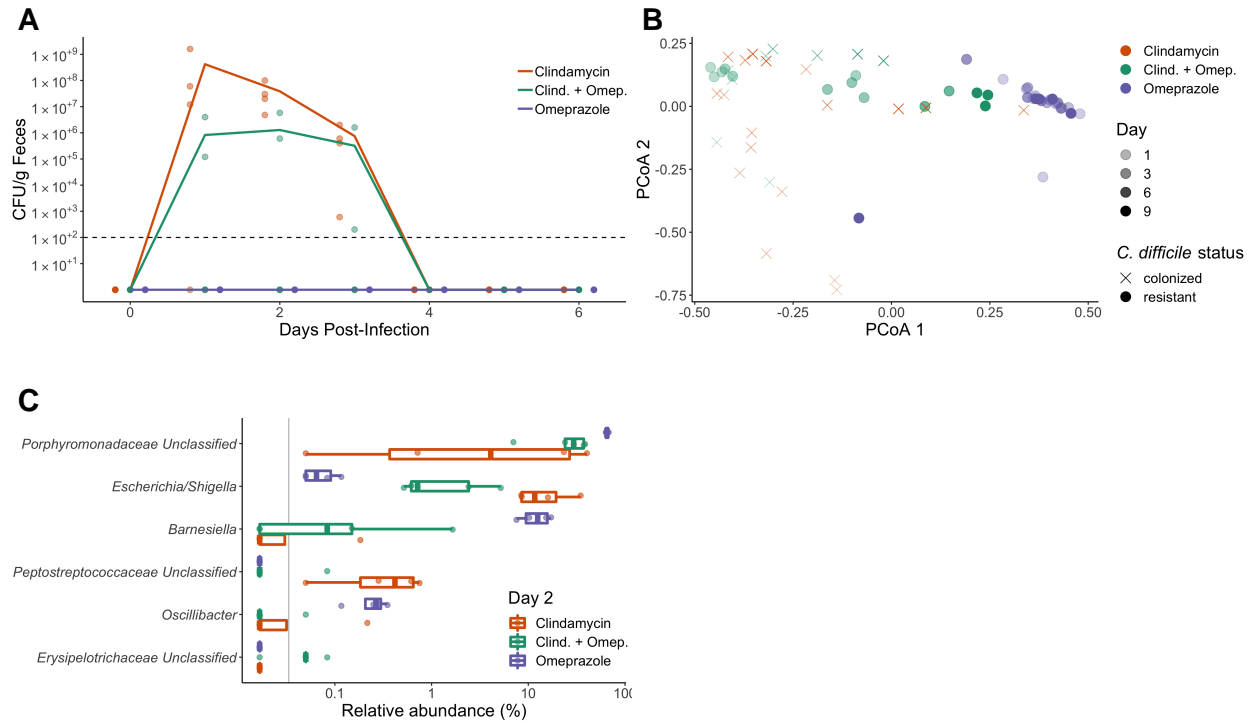 A
1 × 10⁺⁹
1 × 10⁺⁸
1 × 10⁺⁷
1 × 10⁺⁶
1 × 10⁺⁵
1 × 10⁺⁴
1 × 10⁺³
1 × 10⁺²
1 × 10⁺¹
CFU/g Feces
0
2
4
6
Days Post-Infection
Clindamycin
Clind. + Omep.
Omeprazole
B
0.25
0.00
-0.25
-0.50
-0.75
PCoA 2
-0.50
-0.25
0.00
0.25
0.50
PCoA 1
Clindamycin
Clind. + Omep.
Omeprazole
Day
1
3
6
9
C. difficile status
colonized
resistant
C
Porphyromonadaceae Unclassified
Escherichia/Shigella
Barnesiella
Peptostreptococcaceae Unclassified
Oscillibacter
Erysipelotrichaceae Unclassified
0.1
1
10
100
Relative abundance (%)
Day 2
Clindamycin
Clind. + Omep.
Omeprazole